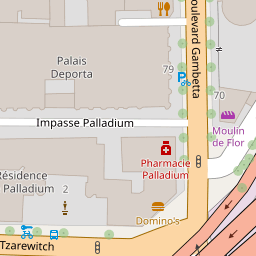 Boulevard Gambetta
Palais
Deporta
79
70
Impasse Palladium
Moulin
de Flor
Pharmacie
Palladium
Résidence
Palladium
2
Domino's
Tzarewitch